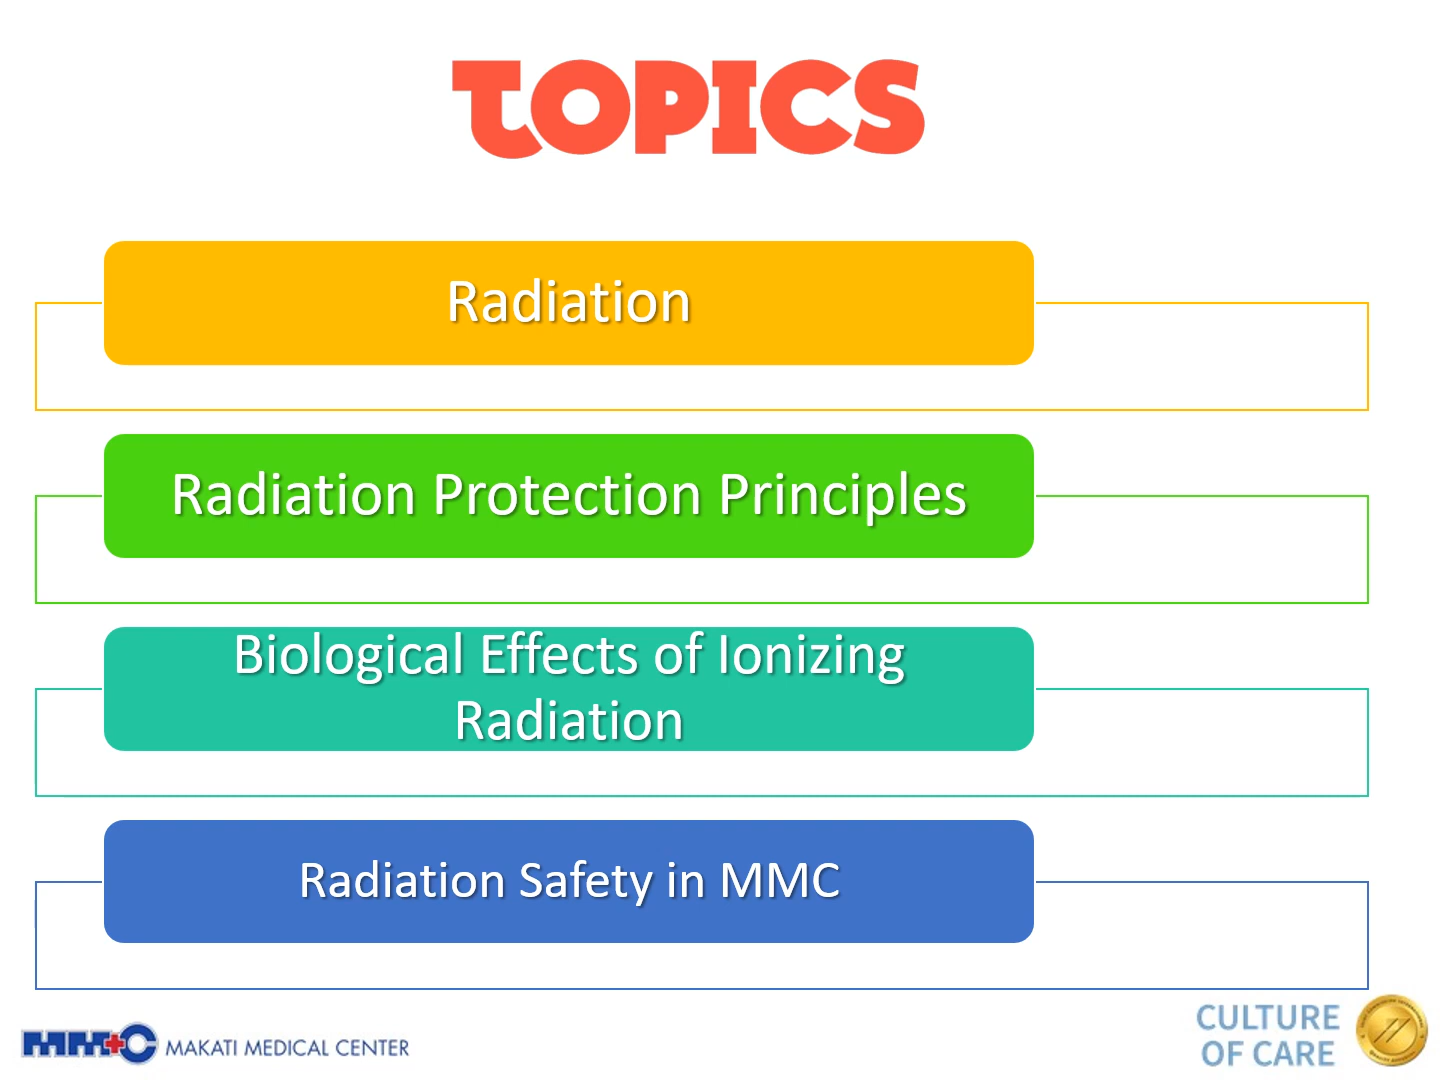 TOPICS
Radiation
Radiation Protection Principles
Biological Effects of Ionizing
Radiation
Radiation Safety in MMC
MMC MAKATI MEDICAL CENTER
CULTURE
OF CARE